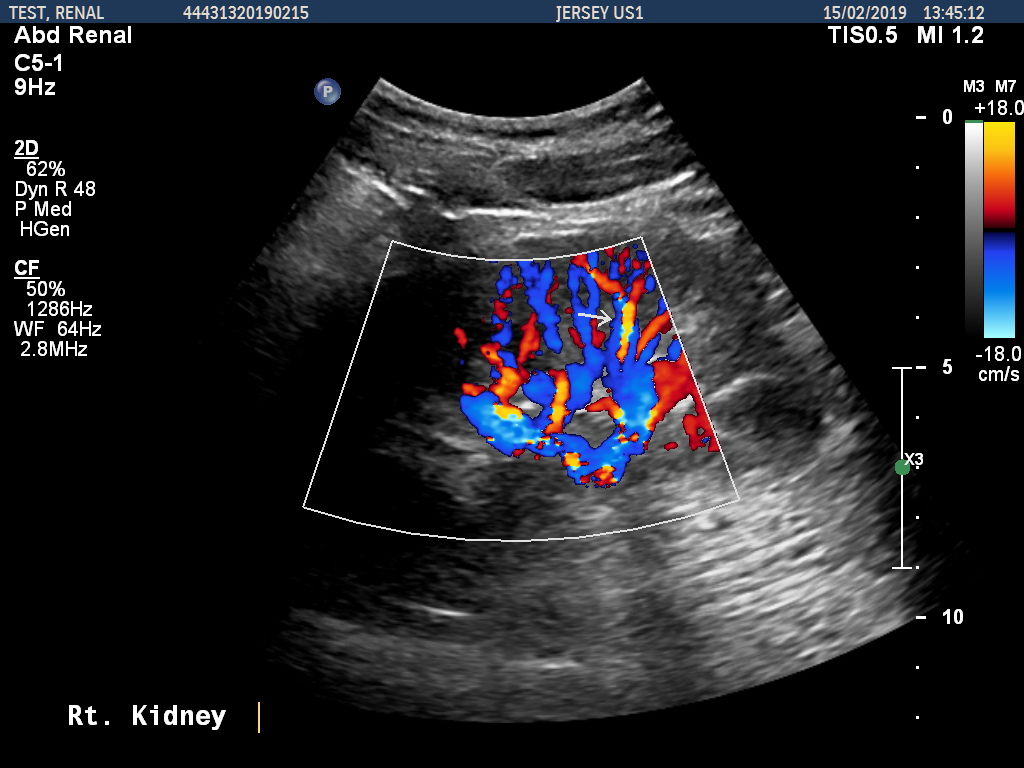 TEST, RENAL 44431320190215 JERSEY US1 15/02/2019 13:45:12
Abd Renal TIS0.5 MI 1.2
C5-1
9Hz
P
M3 M7
+18.0
2D
62%
Dyn R 48
P Med
HGen
CF
50%
1286Hz
WF 64Hz
2.8MHz
-18.0
cm/s
0
5
X3
10
Rt. Kidney